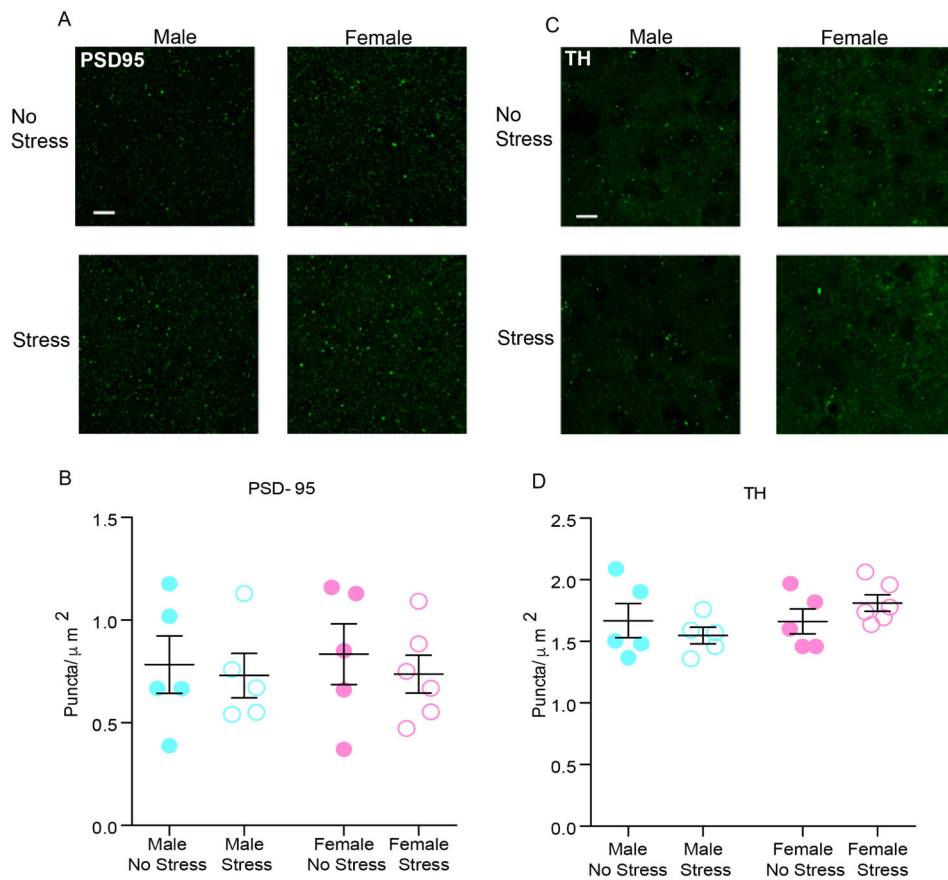 A
Male
Female
PSD95
No
Stress
Stress
C
Male
Female
TH
No
Stress
Stress
B
PSD- 95
Puncta/ μ m 2
1.5
1.0
0.5
0.0
Male
No Stress
Male
Stress
Female
No Stress
Female
Stress
D
TH
Puncta/ μ m 2
2.5
2.0
1.5
1.0
0.5
0.0
Male
No Stress
Male
Stress
Female
No Stress
Female
Stress